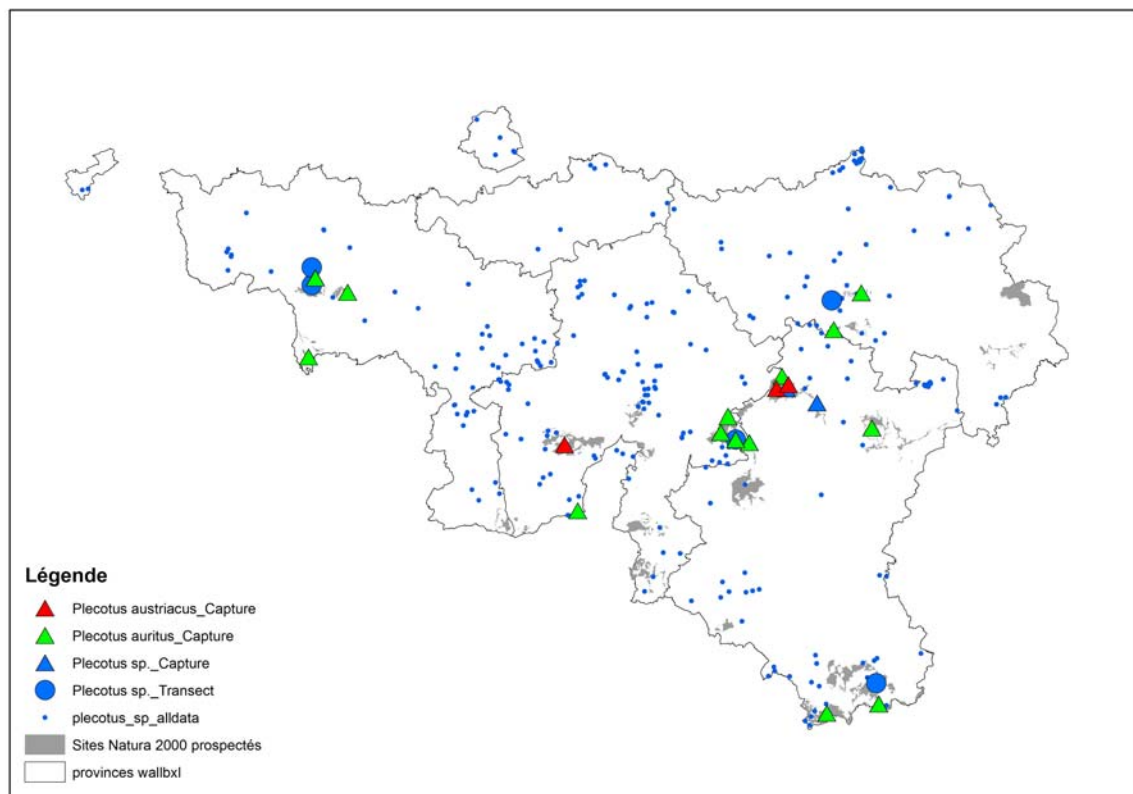 Légende
Plecotus austriacus_Capture
Plecotus auritus_Capture
Plecotus sp._Capture
Plecotus sp._Transect
plecotus_sp_alldata
Sites Natura 2000 prospectés
provinces wallbxl